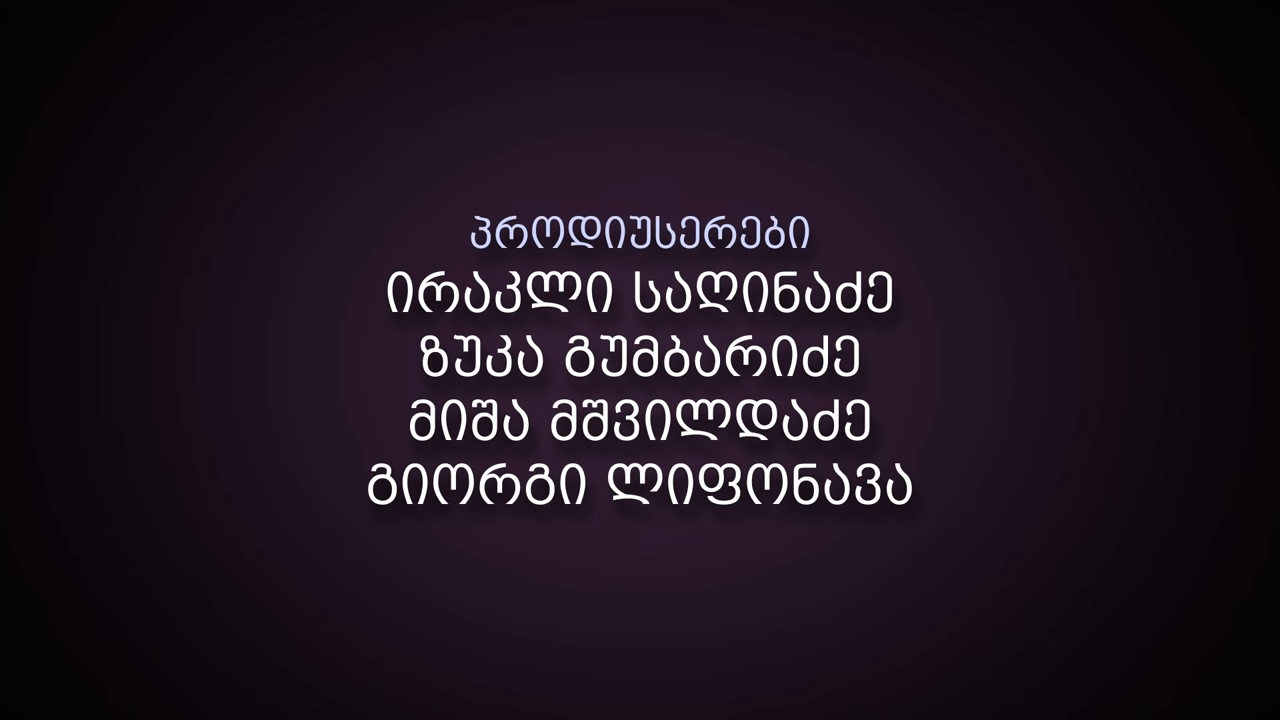 პროდიუსერები
ირაკლი საღინაძე
ზუკა გუმბარიძე
მიშა მშვილდაძე
გიორგი ლიფონავა